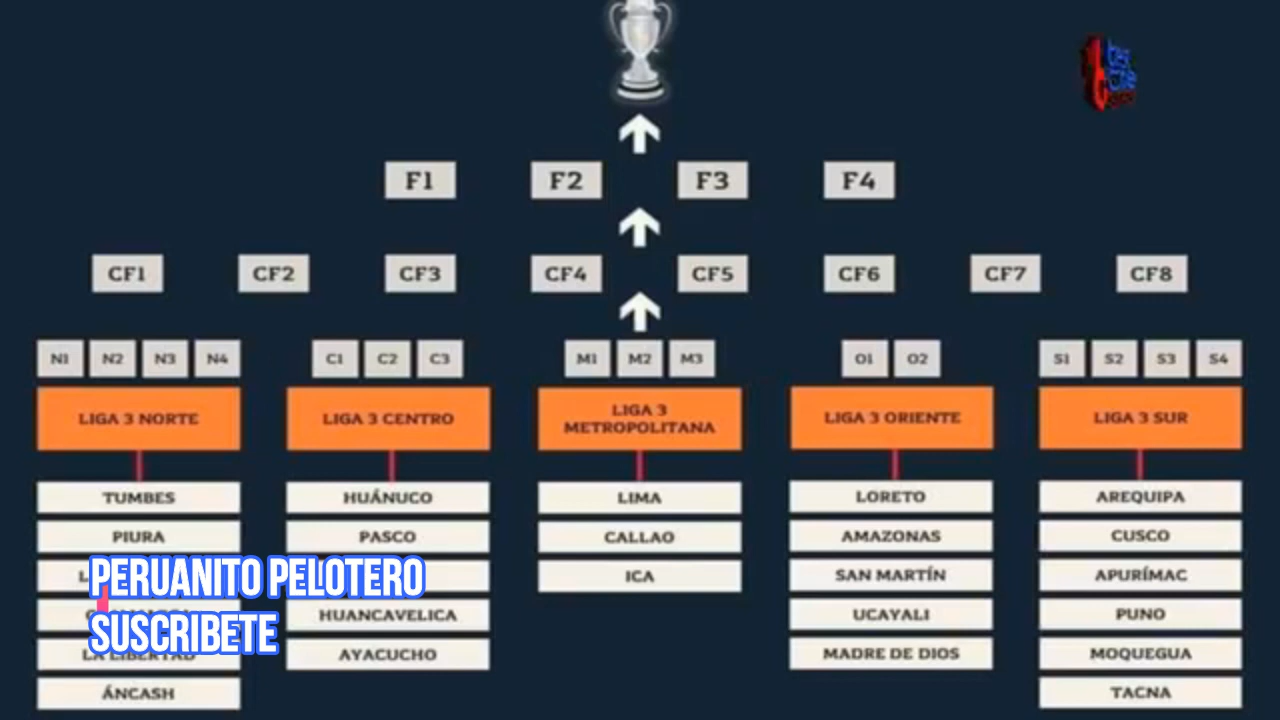 F1 F2 F3 F4
CF1 CF2 CF3 CF4 CF5 CF6 CF7 CF8
N1 N2 N3 N4 C1 C2 C3 M1 M2 M3 O1 O2 S1 S2 S3 S4
LIGA 3 NORTE
LIGA 3 CENTRO
LIGA 3
METROPOLITANA
LIGA 3 ORIENTE
LIGA 3 SUR
TUMBES
PIURA
LA LIBERTAD
ÁNCASH
HUÁNUCO
PASCO
HUANCAVELICA
AYACUCHO
LIMA
CALLAO
ICA
LORETO
AMAZONAS
SAN MARTÍN
UCAYALI
MADRE DE DIOS
AREQUIPA
CUSCO
APURÍMAC
PUNO
MOQUEGUA
TACNA
PERUANITO PELOTERO
SUSCRIBETE